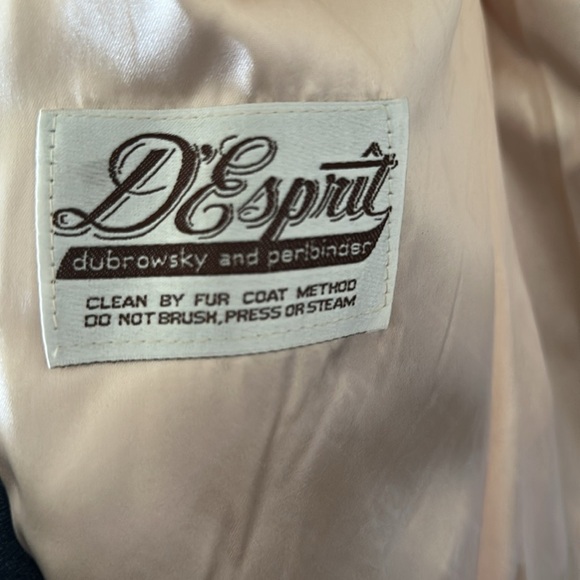 © D'Esprit
dubrowsky and perlbinder
CLEAN BY FUR COAT METHOD
DO NOT BRUSH, PRESS OR STEAM